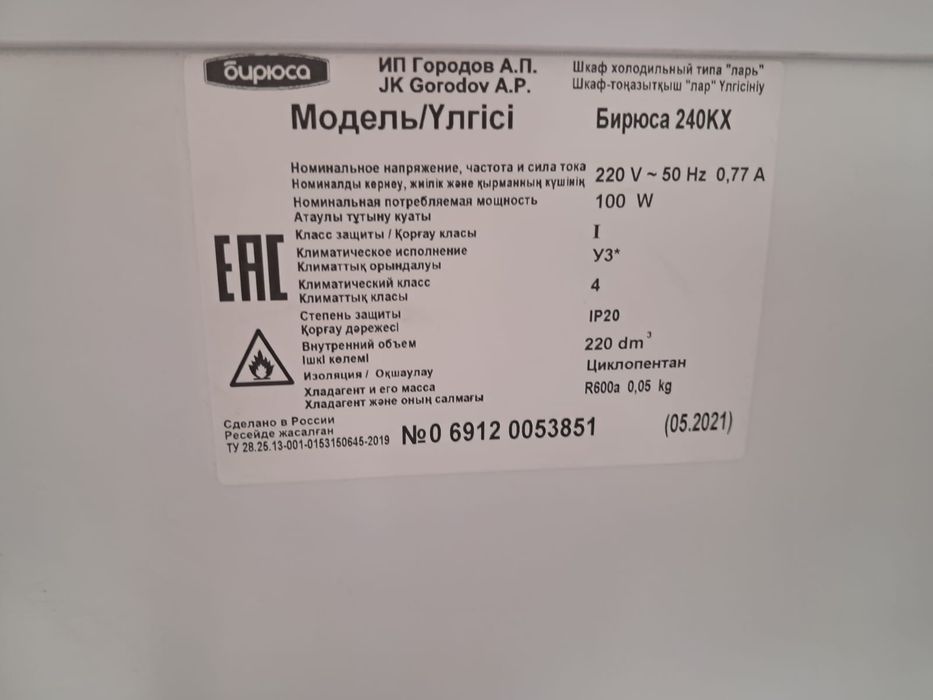 бирюса
ИП Городов А.П.
JK Gorodov A.P.
Шкаф холодильный типа "ларь"
Шкаф-тоңазытқыш "лар" Үлгісініу
Модель/Үлгісі Бирюса 240KX
Номинальное напряжение, частота и сила тока
Номиналды кернеу, жиілік және қырманның күшінің
220 V ~ 50 Hz 0,77 A
Номинальная потребляемая мощность 100 W
Атаулы тұтыну куаты
Класс защиты / Қорғау класы I
Климатическое исполнение У3*
Климаттық орындалуы
Климатический класс 4
Климаттық класы
Степень защиты IP20
Қорғау дәрежесі
Внутренний объем 220 dm³
Ішкі көлемі
Изоляция / Оқшаулау Циклопентан
Хладагент и его масса R600a 0,05 kg
Хладагент және оның салмағы
EAC
Сделано в России
Ресейде жасалған
ТУ 28.25.13-001-0153150645-2019
№0 6912 0053851 (05.2021)